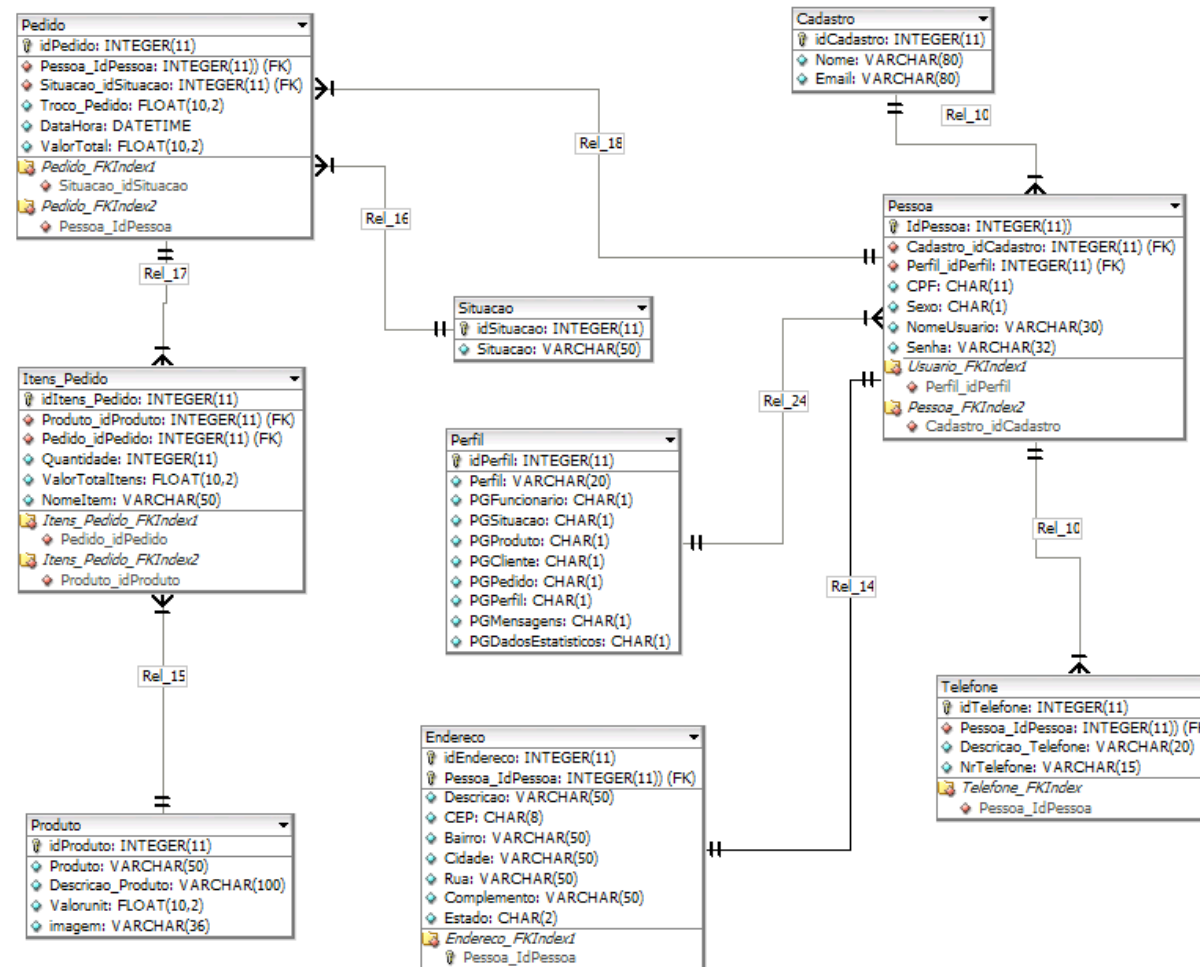 Pedido
idPedido: INTEGER(11)
Pessoa_IdPessoa: INTEGER(11)) (FK)
Situacao_idSituacao: INTEGER(11) (FK)
Troco_Pedido: FLOAT(10,2)
DataHora: DATETIME
ValorTotal: FLOAT(10,2)
Pedido_FKIndex1
Situacao_idSituacao
Pedido_FKIndex2
Pessoa_IdPessoa
Cadastro
idCadastro: INTEGER(11)
Nome: VARCHAR(80)
Email: VARCHAR(80)
Rel_10
Rel_18
Rel_16
Rel_17
Pessoa
IdPessoa: INTEGER(11))
Cadastro_idCadastro: INTEGER(11) (FK)
Perfil_idPerfil: INTEGER(11) (FK)
CPF: CHAR(11)
Sexo: CHAR(1)
NomeUsuario: VARCHAR(30)
Senha: VARCHAR(32)
Usuario_FKIndex1
Perfil_idPerfil
Pessoa_FKIndex2
Cadastro_idCadastro
Situacao
idSituacao: INTEGER(11)
Situacao: VARCHAR(50)
Itens_Pedido
idItens_Pedido: INTEGER(11)
Produto_idProduto: INTEGER(11) (FK)
Pedido_idPedido: INTEGER(11) (FK)
Quantidade: INTEGER(11)
ValorTotalItens: FLOAT(10,2)
NomeItem: VARCHAR(50)
Itens_Pedido_FKIndex1
Pedido_idPedido
Itens_Pedido_FKIndex2
Produto_idProduto
Rel_24
Perfil
idPerfil: INTEGER(11)
Perfil: VARCHAR(20)
PGFuncionario: CHAR(1)
PGSituacao: CHAR(1)
PGProduto: CHAR(1)
PGCliente: CHAR(1)
PGPedido: CHAR(1)
PGPerfil: CHAR(1)
PGMensagens: CHAR(1)
PGDadosEstatisticos: CHAR(1)
Rel_10
Rel_14
Rel_15
Telefone
idTelefone: INTEGER(11)
Pessoa_IdPessoa: INTEGER(11)) (F
Descricao_Telefone: VARCHAR(20)
NrTelefone: VARCHAR(15)
Telefone_FKIndex
Pessoa_IdPessoa
Endereco
idEndereco: INTEGER(11)
Pessoa_IdPessoa: INTEGER(11)) (FK)
Descricao: VARCHAR(50)
CEP: CHAR(8)
Bairro: VARCHAR(50)
Cidade: VARCHAR(50)
Rua: VARCHAR(50)
Complemento: VARCHAR(50)
Estado: CHAR(2)
Endereco_FKIndex1
Pessoa_IdPessoa
Produto
idProduto: INTEGER(11)
Produto: VARCHAR(50)
Descricao_Produto: VARCHAR(100)
Valorunit: FLOAT(10,2)
imagem: VARCHAR(36)